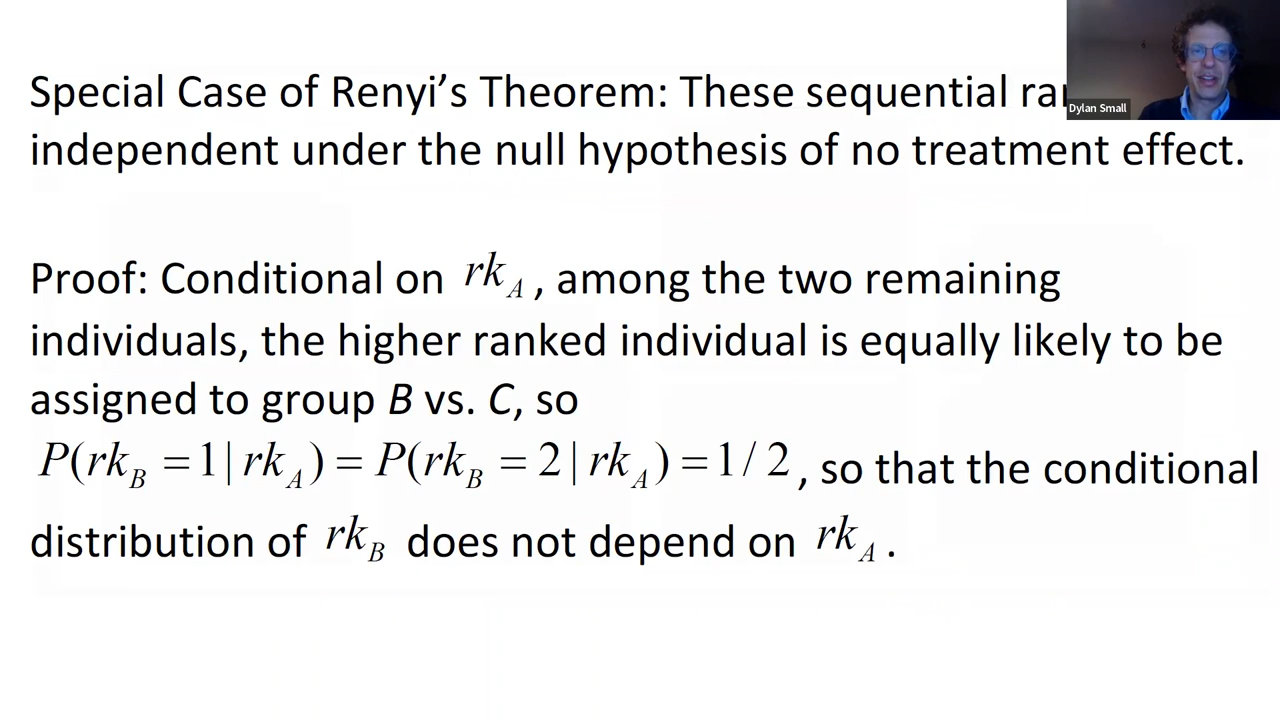 Special Case of Renyi's Theorem: These sequential
independent under the null hypothesis of no treatment effect.
Proof: Conditional on rk_A, among the two remaining
individuals, the higher ranked individual is equally likely to be
assigned to group B vs. C, so
P(rk_B = 1 | rk_A) = P(rk_B = 2 | rk_A) = 1 / 2, so that the conditional
distribution of rk_B does not depend on rk_A.
Dylan Small